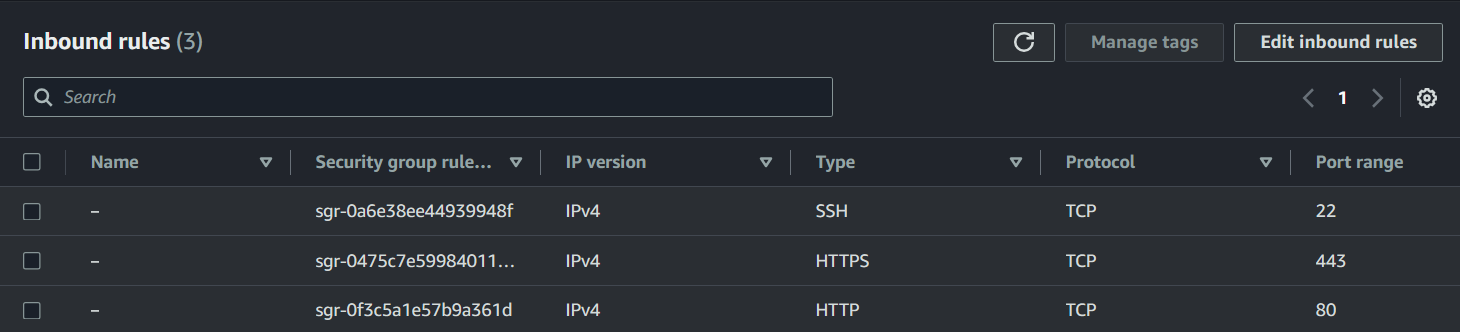 Inbound rules (3)
Manage tags
Edit inbound rules
Search
1
Name Security group rule... IP version Type Protocol Port range
– sgr-0a6e38ee44939948f IPv4 SSH TCP 22
– sgr-0475c7e59984011... IPv4 HTTPS TCP 443
– sgr-0f3c5a1e57b9a361d IPv4 HTTP TCP 80